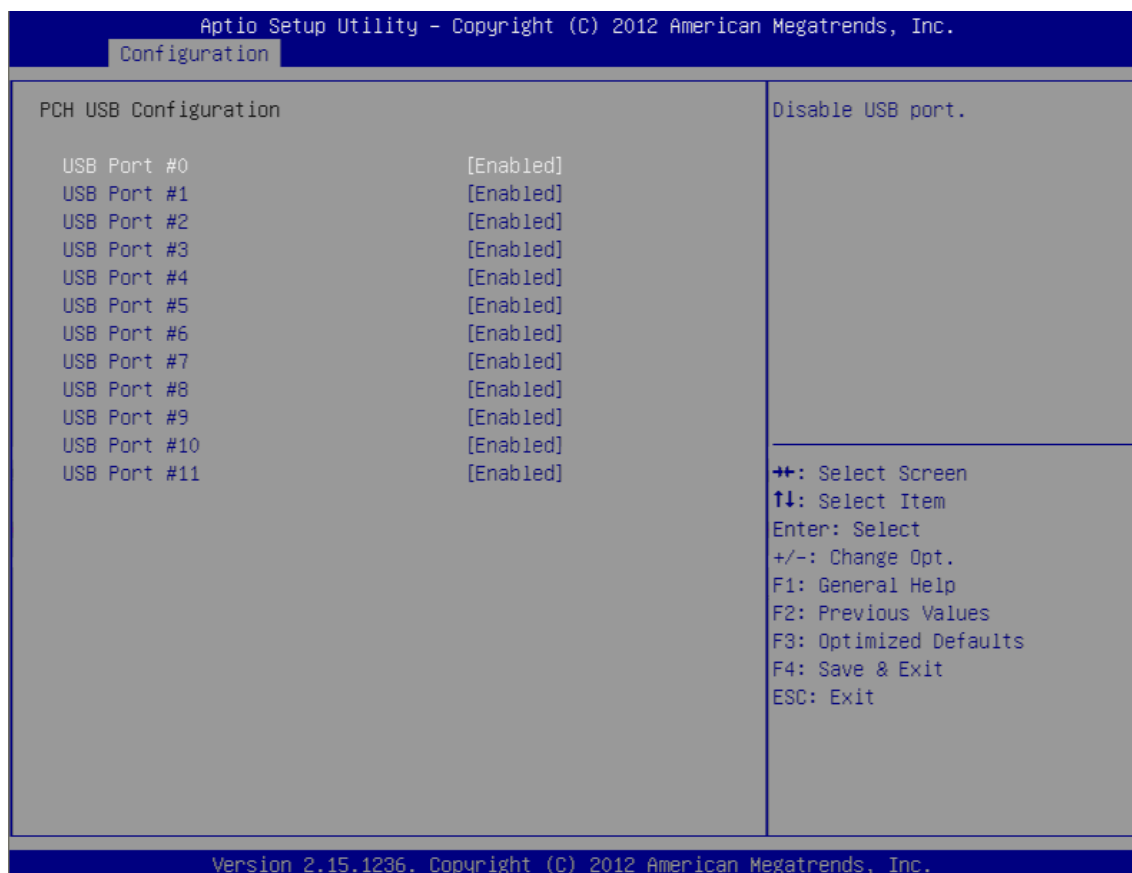 Aptio Setup Utility – Copyright (C) 2012 American Megatrends, Inc.
Configuration
PCH USB Configuration
USB Port #0 [Enabled]
USB Port #1 [Enabled]
USB Port #2 [Enabled]
USB Port #3 [Enabled]
USB Port #4 [Enabled]
USB Port #5 [Enabled]
USB Port #6 [Enabled]
USB Port #7 [Enabled]
USB Port #8 [Enabled]
USB Port #9 [Enabled]
USB Port #10 [Enabled]
USB Port #11 [Enabled]
Disable USB port.
→←: Select Screen
↑↓: Select Item
Enter: Select
+/-: Change Opt.
F1: General Help
F2: Previous Values
F3: Optimized Defaults
F4: Save & Exit
ESC: Exit
Version 2.15.1236. Copyright (C) 2012 American Megatrends, Inc.